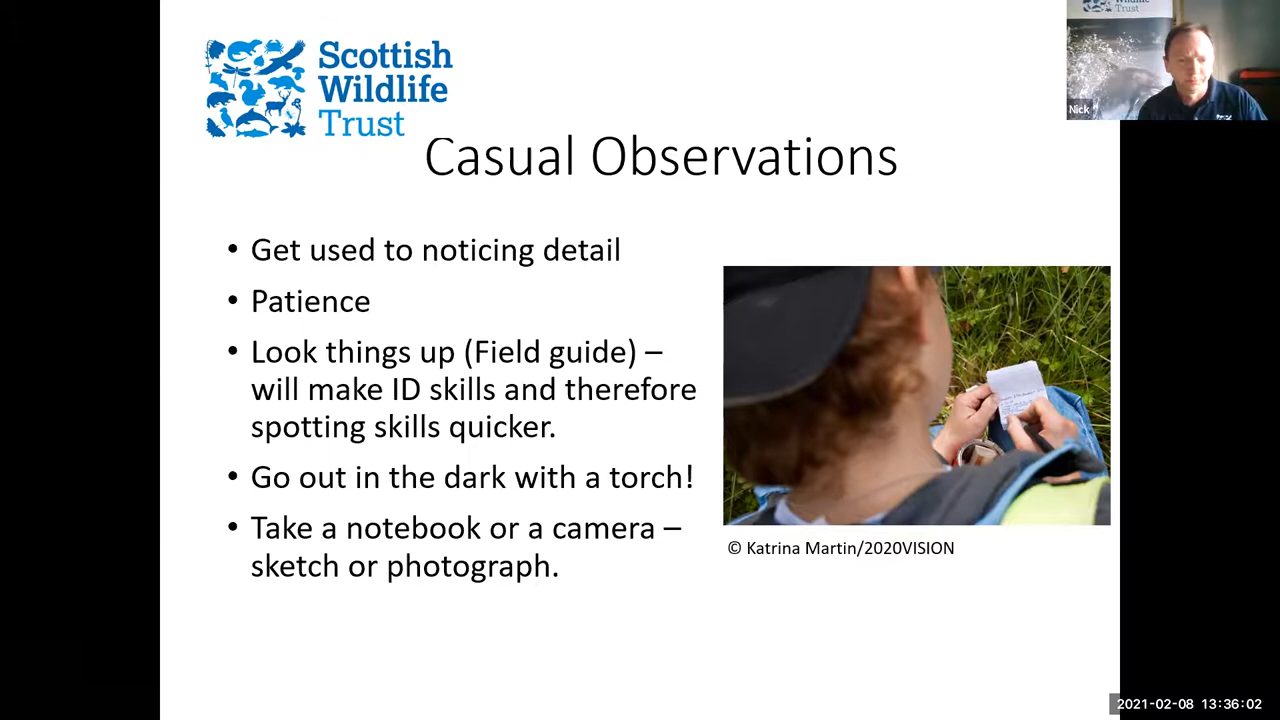 Scottish
Wildlife
Trust
Wildlife
Trust
Nick
Casual Observations
• Get used to noticing detail
• Patience
• Look things up (Field guide) –
will make ID skills and therefore
spotting skills quicker.
• Go out in the dark with a torch!
• Take a notebook or a camera –
sketch or photograph.
© Katrina Martin/2020VISION
2021-02-08 13:36:02